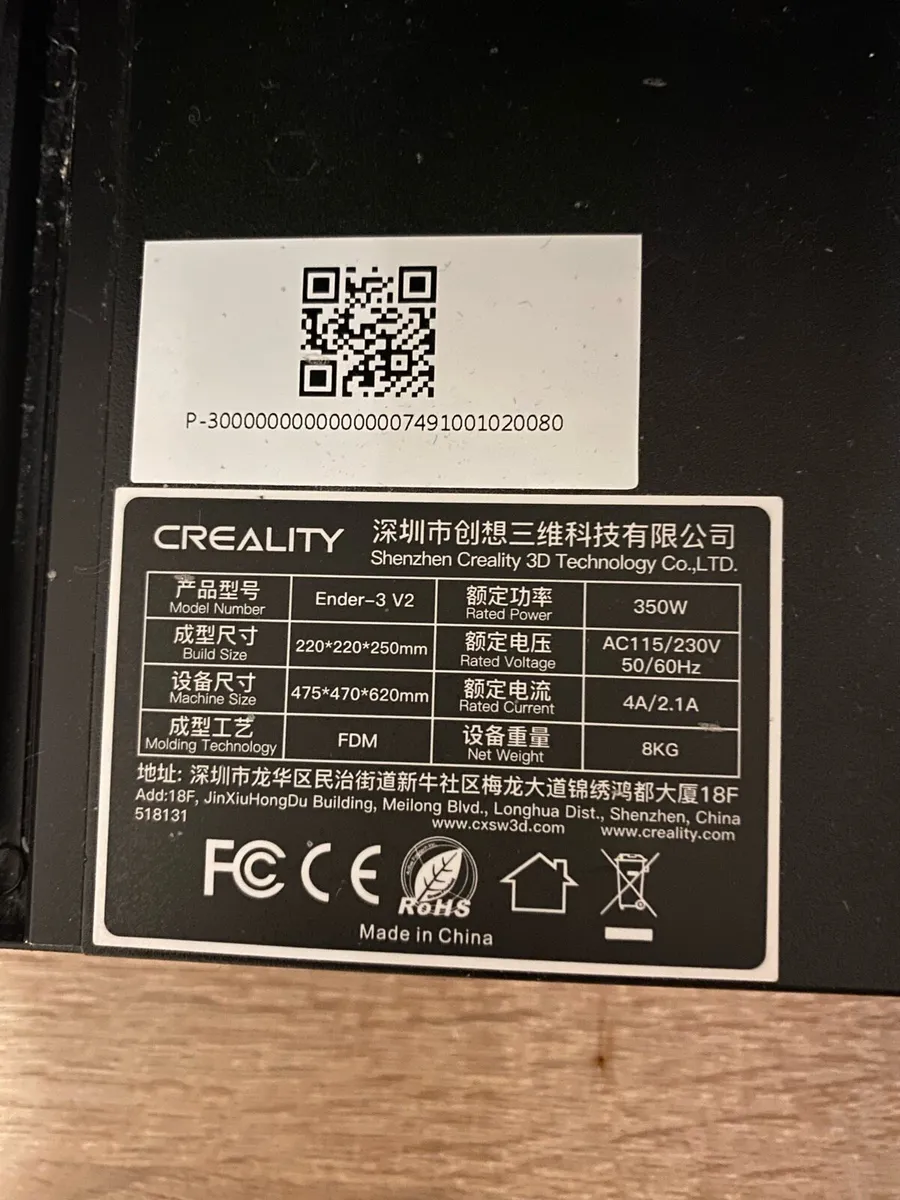 P-30000000000000007491001020080
CREALITY 深圳市创想三维科技有限公司
Shenzhen Creality 3D Technology Co.,LTD.
产品型号 Ender-3 V2 额定功率 350W
Model Number Rated Power
成型尺寸 220*220*250mm 额定电压 AC115/230V
Build Size Rated Voltage 50/60Hz
设备尺寸 475*470*620mm 额定电流 4A/2.1A
Machine Size Rated Current
成型工艺 FDM 设备重量 8KG
Molding Technology Net Weight
地址: 深圳市龙华区民治街道新牛社区梅龙大道锦绣鸿都大厦18F
Add:18F, JinXiuHongDu Building, Meilong Blvd., Longhua Dist., Shenzhen, China
518131 www.cxsw3d.com www.creality.com
FC CE RoHS
Made in China